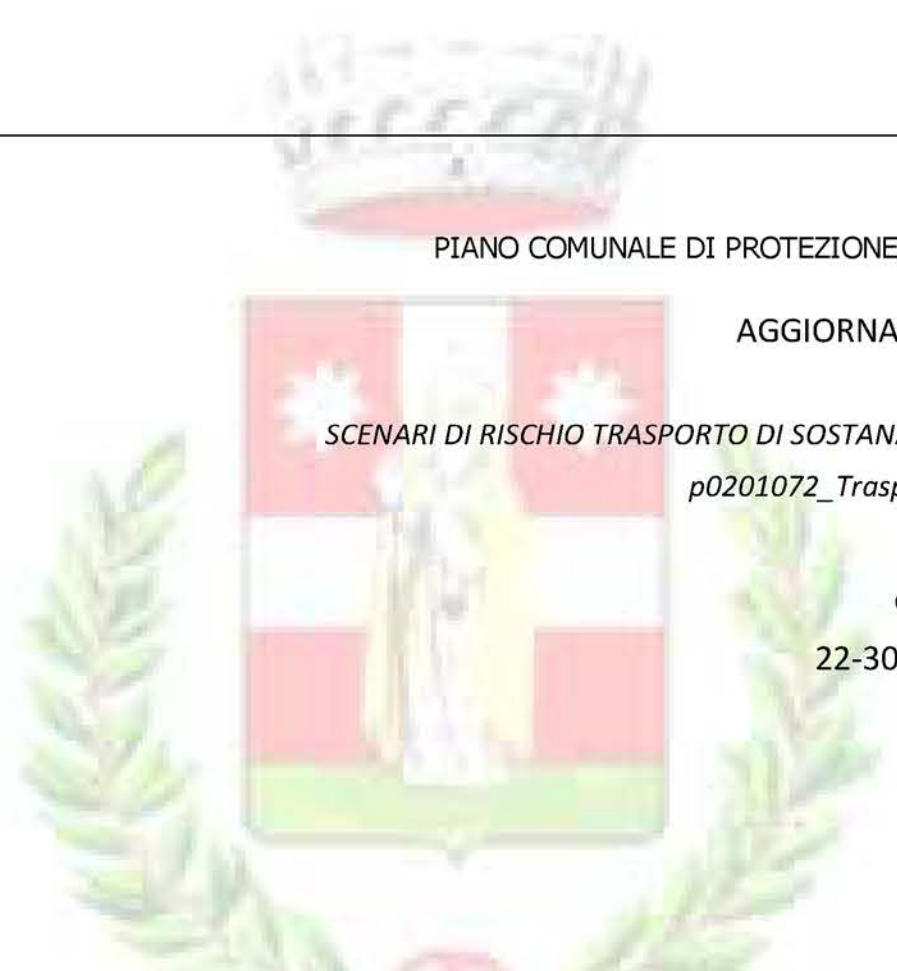 PIANO COMUNALE DI PROTEZIONE
AGGIORNA
SCENARI DI RISCHIO TRASPORTO DI SOSTAN
p0201072_Trasp
22-30